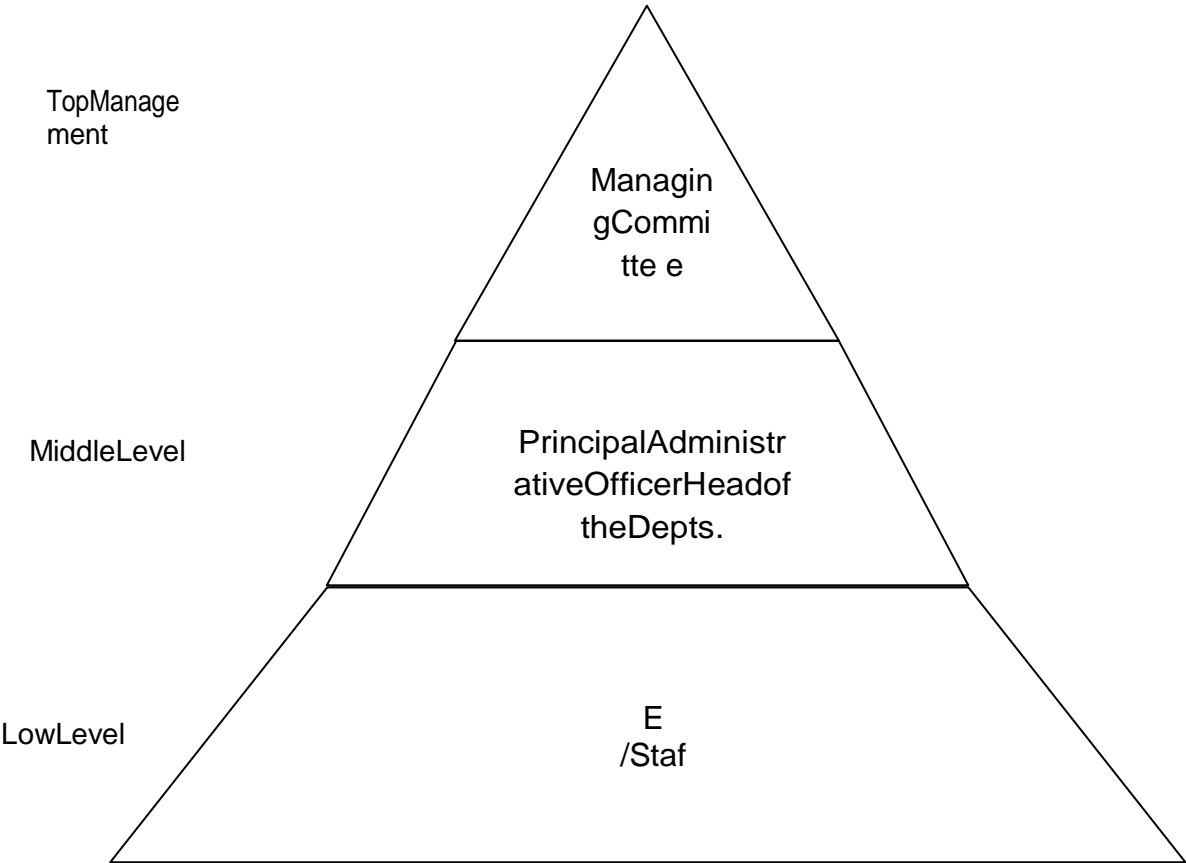 TopManage
ment
Managin
gCommi
tte e
MiddleLevel
PrincipalAdministr
ativeOfficerHeadof
theDepts.
LowLevel
E
/Staf